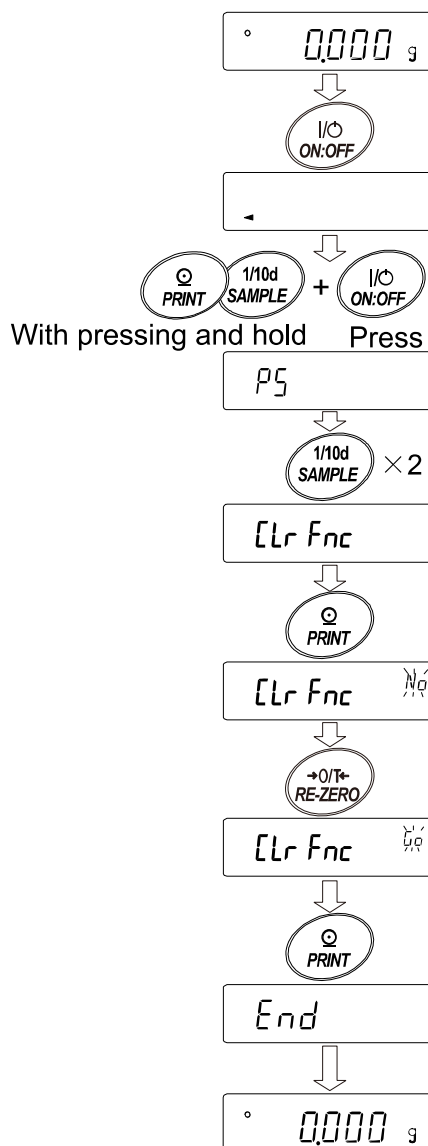 ° 0.000 g
I/⏻
ON:OFF
◄
PRINT 1/10d SAMPLE + I/⏻ ON:OFF
With pressing and hold Press
PS
1/10d
SAMPLE ×2
CLr Fnc
PRINT
CLr Fnc No
→0/T←
RE-ZERO
CLr Fnc Go
PRINT
End
° 0.000 g